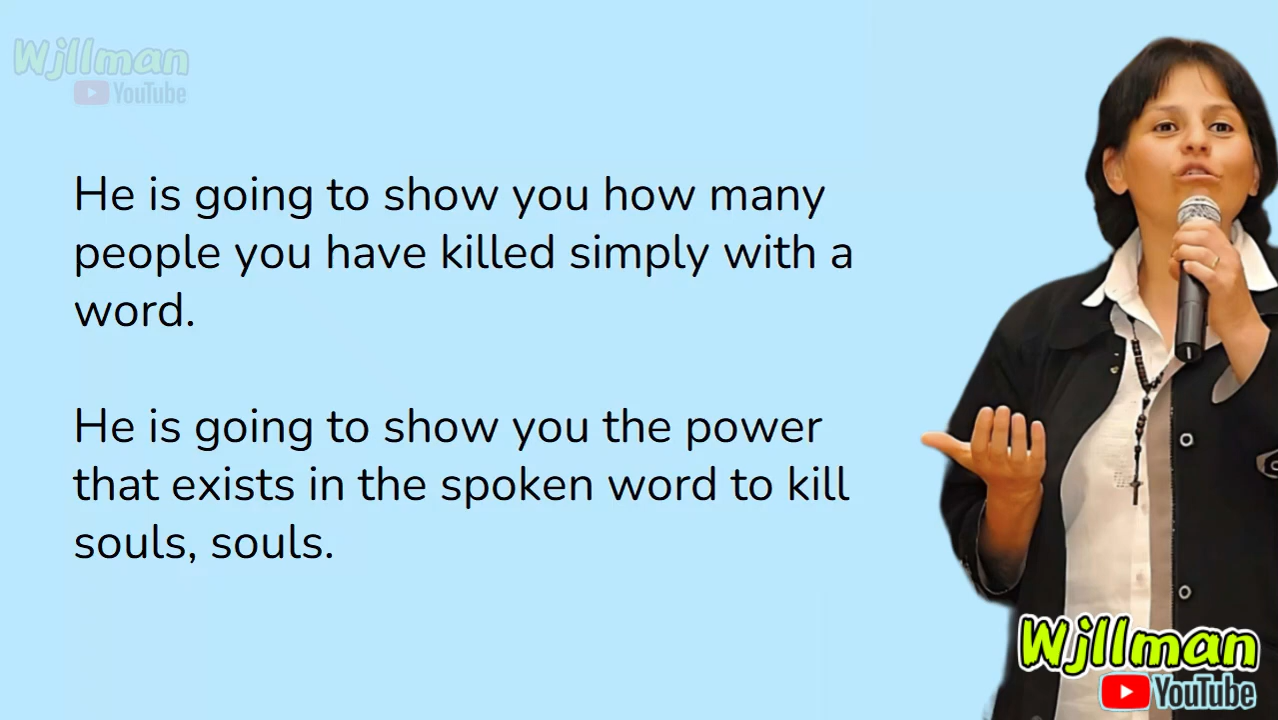 Wjllman
YouTube
He is going to show you how many
people you have killed simply with a
word.
He is going to show you the power
that exists in the spoken word to kill
souls, souls.
Wjllman
YouTube